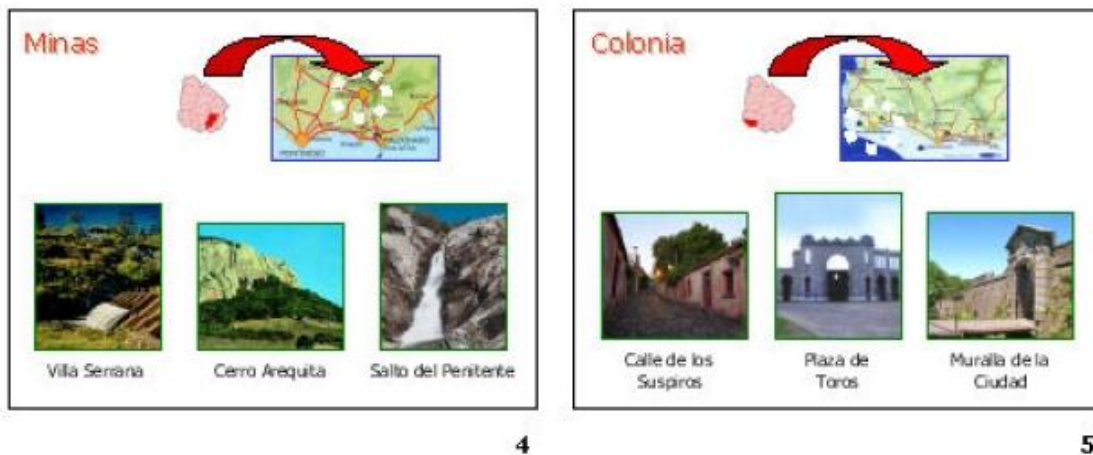 Minas
MALDONADO
Villa Serrana
Cerro Arequita
Salto del Penitente
4
Colonia
Calle de los
Suspiros
Plaza de
Toros
Muralla de la
Ciudad
5